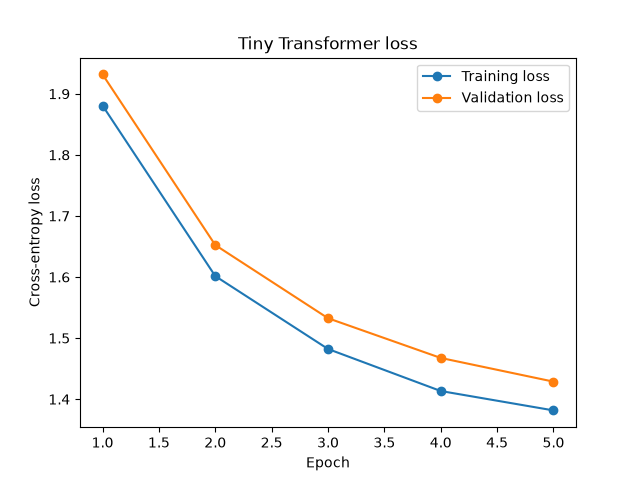 Tiny Transformer loss
Training loss
Validation loss
Cross-entropy loss
1.9
1.8
1.7
1.6
1.5
1.4
1.0 1.5 2.0 2.5 3.0 3.5 4.0 4.5 5.0
Epoch